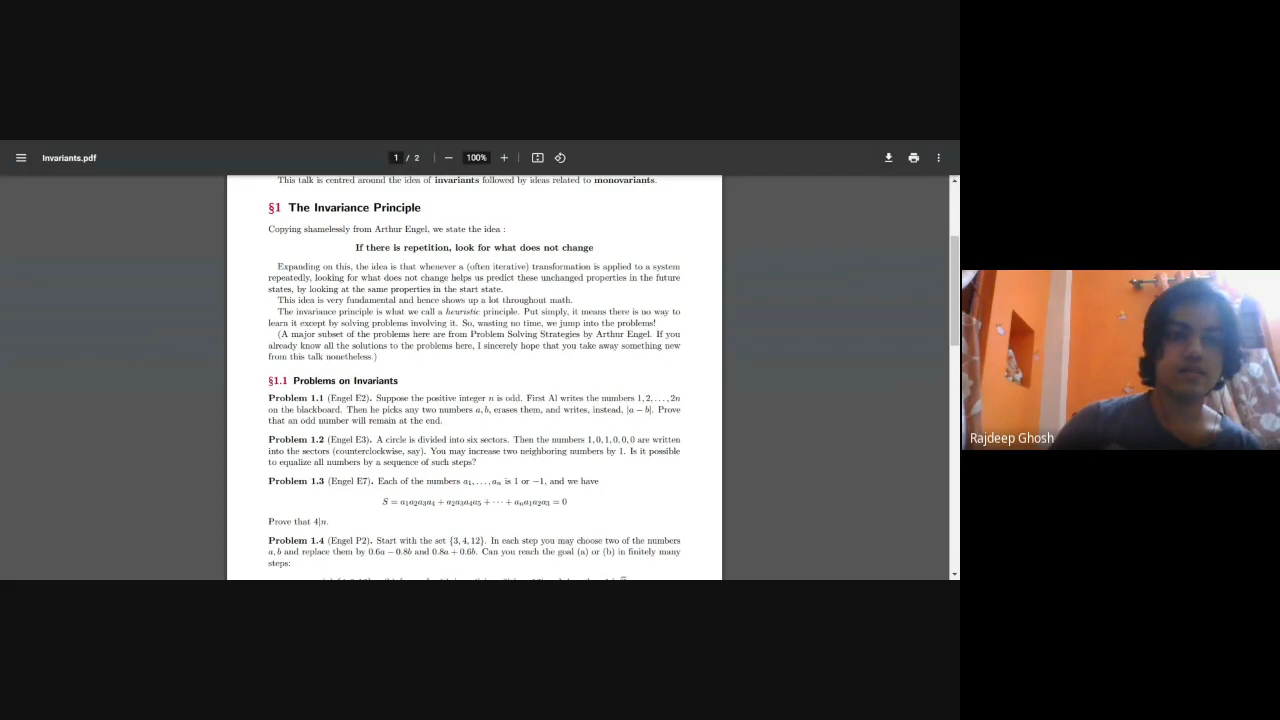 Invariants.pdf
1 / 2
100%
This talk is centred around the idea of invariants followed by ideas related to monovariants.
§1 The Invariance Principle
Copying shamelessly from Arthur Engel, we state the idea :
If there is repetition, look for what does not change
Expanding on this, the idea is that whenever a (often iterative) transformation is applied to a system
repeatedly, looking for what does not change helps us predict these unchanged properties in the future
states, by looking at the same properties in the start state.
This idea is very fundamental and hence shows up a lot throughout math.
The invariance principle is what we call a heuristic principle. Put simply, it means there is no way to
learn it except by solving problems involving it. So, wasting no time, we jump into the problems!
(A major subset of the problems here are from Problem Solving Strategies by Arthur Engel. If you
already know all the solutions to the problems here, I sincerely hope that you take away something new
from this talk nonetheless.)
§1.1 Problems on Invariants
Problem 1.1 (Engel E2). Suppose the positive integer n is odd. First Al writes the numbers 1, 2, . . . , 2n
on the blackboard. Then he picks any two numbers a, b, erases them, and writes, instead, |a − b|. Prove
that an odd number will remain at the end.
Problem 1.2 (Engel E3). A circle is divided into six sectors. Then the numbers 1, 0, 1, 0, 0, 0 are written
into the sectors (counterclockwise, say). You may increase two neighboring numbers by 1. Is it possible
to equalize all numbers by a sequence of such steps?
Problem 1.3 (Engel E7). Each of the numbers a₁, . . . , aₙ is 1 or −1, and we have
S = a₁a₂a₃a₄ + a₂a₃a₄a₅ + · · · + aₙa₁a₂a₃ = 0
Prove that 4|n.
Problem 1.4 (Engel P2). Start with the set {3, 4, 12}. In each step you may choose two of the numbers
a, b and replace them by 0.6a − 0.8b and 0.8a + 0.6b. Can you reach the goal (a) or (b) in finitely many
steps:
Rajdeep Ghosh